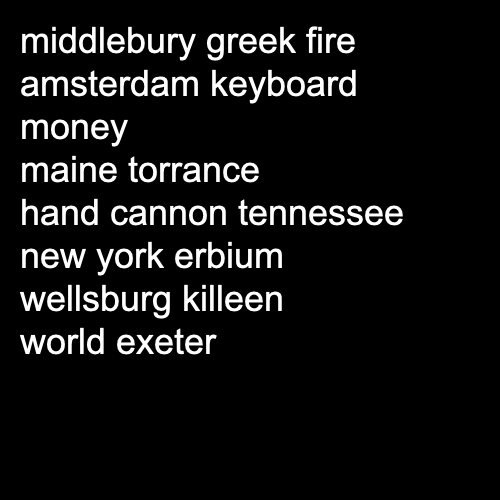 middlebury greek fire
amsterdam keyboard
money
maine torrance
hand cannon tennessee
new york erbium
wellsburg killeen
world exeter